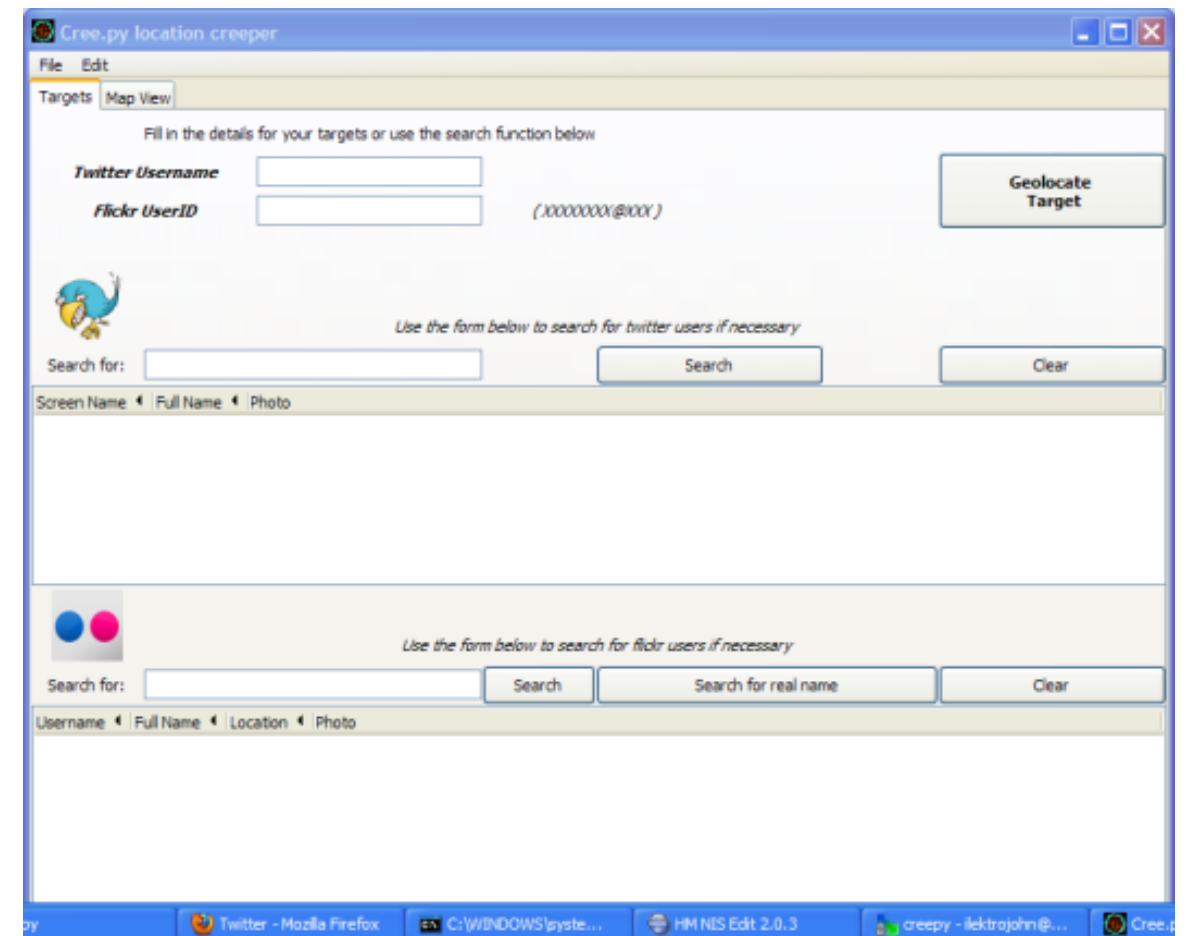 Cree.py location creeper
File Edit
Targets Map View
Fill in the details for your targets or use the search function below
Twitter Username
Geolocate Target
Flickr UserID
Use the form below to search for twitter users if necessary
Search for: Search Clear
Screen Name Full Name Photo
Use the form below to search for flickr users if necessary
Search for: Search Search for real name Clear
Username Full Name Location Photo
py Twitter - Mozilla Firefox C:\WINDOWS\syste... HM NIS Edit 2.0.3 creepy - ilektrojohn@... Cree.p